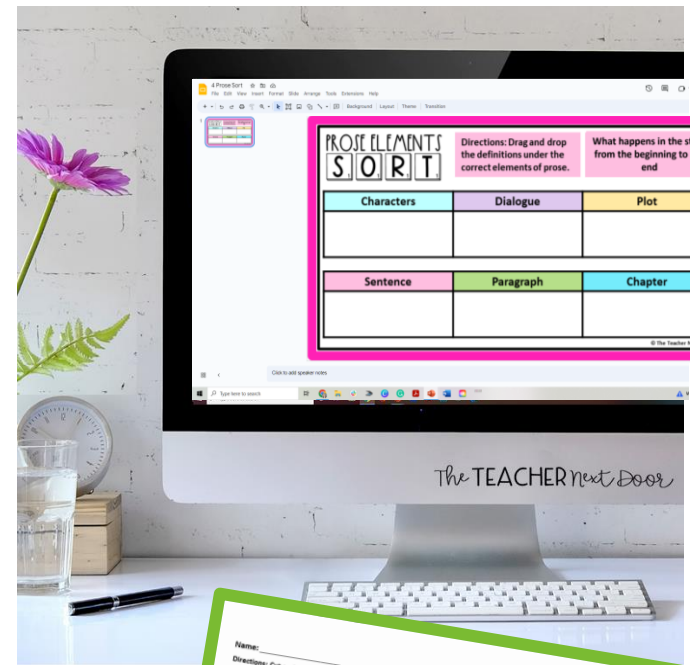 4 Prose Sort
File Edit View Insert Format Slide Arrange Tools Extensions Help
Background Layout Theme Transition
1
PROSE ELEMENTS
SORT
Directions: Drag and drop
the definitions under the
correct elements of prose.
What happens in the st
from the beginning to
end
Characters Dialogue Plot
Sentence Paragraph Chapter
© The Teacher N
Click to add speaker notes
Type here to search
The TEACHER Next Door
Name:
Directions: